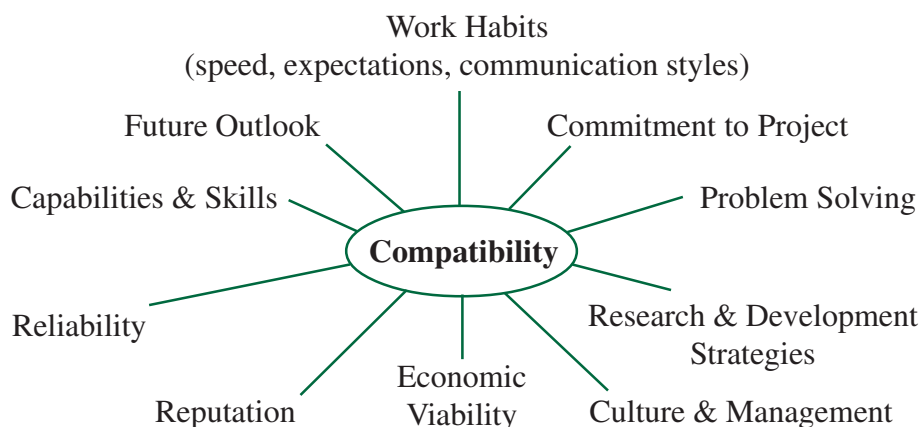 Work Habits
(speed, expectations, communication styles)
Future Outlook
Commitment to Project
Capabilities & Skills
Problem Solving
Compatibility
Reliability
Research & Development
Strategies
Reputation
Economic
Viability
Culture & Management